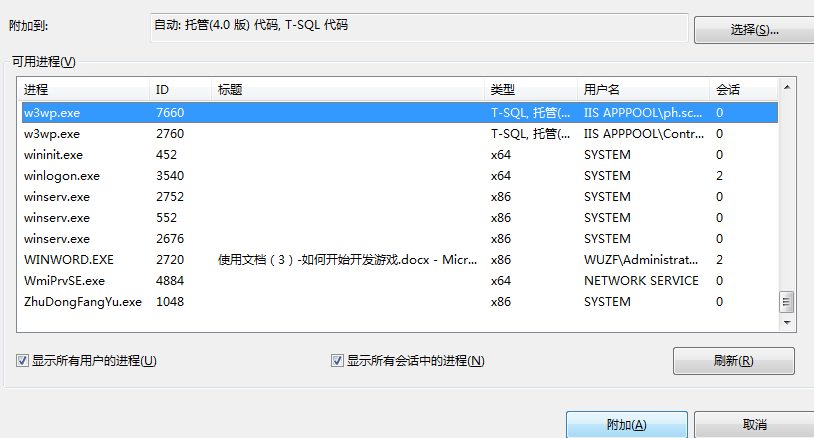 附加到: 自动: 托管(4.0 版) 代码, T-SQL 代码 选择(S)...
可用进程(V)
进程 ID 标题 类型 用户名 会话
w3wp.exe 7660 T-SQL, 托管(... IIS APPPOOL\ph.sc... 0
w3wp.exe 2760 T-SQL, 托管(... IIS APPPOOL\Contr... 0
wininit.exe 452 x64 SYSTEM 0
winlogon.exe 3540 x64 SYSTEM 2
winserv.exe 2752 x86 SYSTEM 0
winserv.exe 552 x86 SYSTEM 0
winserv.exe 2676 x86 SYSTEM 0
WINWORD.EXE 2720 使用文档（3）-如何开始开发游戏.docx - Micr... x86 WUZF\Administrat... 2
WmiPrvSE.exe 4884 x64 NETWORK SERVICE 0
ZhuDongFangYu.exe 1048 x86 SYSTEM 0
显示所有用户的进程(U) 显示所有会话中的进程(N) 刷新(R)
附加(A) 取消